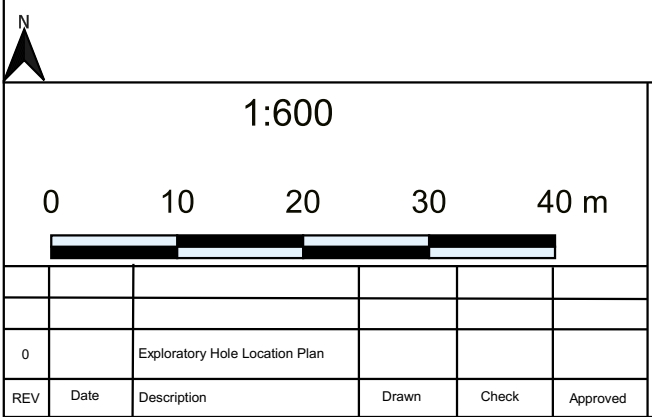 N
1:600
0 10 20 30 40 m
0 Exploratory Hole Location Plan
REV Date Description Drawn Check Approved